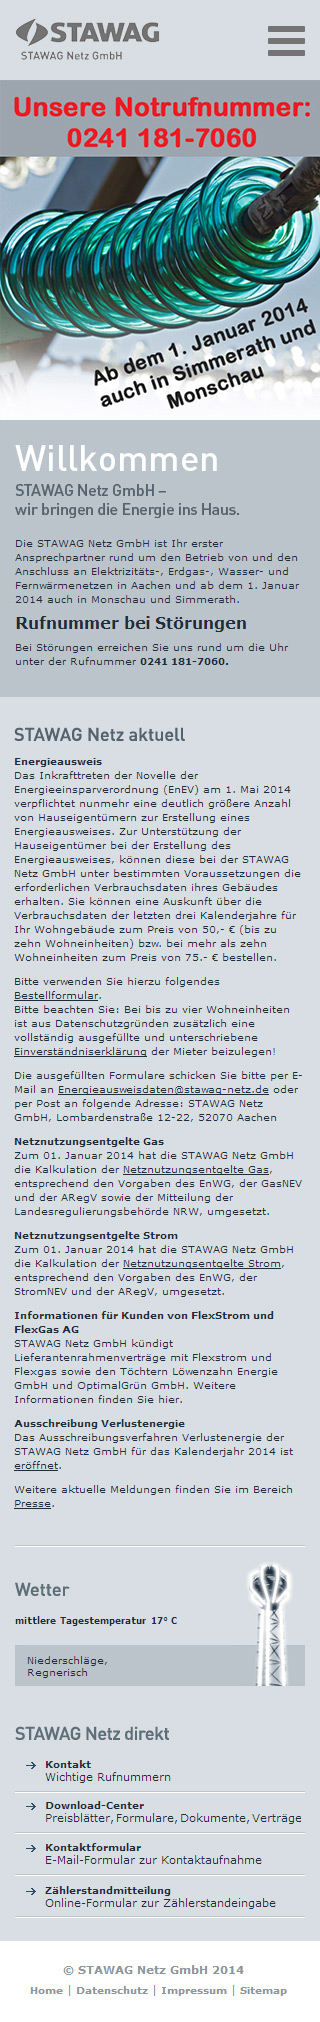 STAWAG
STAWAG Netz GmbH
Unsere Notrufnummer:
0241 181-7060
Ab dem 1. Januar 2014
auch in Simmerath und
Monschau
Willkommen
STAWAG Netz GmbH –
wir bringen die Energie ins Haus.
Die STAWAG Netz GmbH ist Ihr erster
Ansprechpartner rund um den Betrieb von und den
Anschluss an Elektrizitäts-, Erdgas-, Wasser- und
Fernwärmenetzen in Aachen und ab dem 1. Januar
2014 auch in Monschau und Simmerath.
Rufnummer bei Störungen
Bei Störungen erreichen Sie uns rund um die Uhr
unter der Rufnummer 0241 181-7060.
STAWAG Netz aktuell
Energieausweis
Das Inkrafttreten der Novelle der
Energieeinsparverordnung (EnEV) am 1. Mai 2014
verpflichtet nunmehr eine deutlich größere Anzahl
von Hauseigentümern zur Erstellung eines
Energieausweises. Zur Unterstützung der
Hauseigentümer bei der Erstellung des
Energieausweises, können diese bei der STAWAG
Netz GmbH unter bestimmten Voraussetzungen die
erforderlichen Verbrauchsdaten ihres Gebäudes
erhalten. Sie können eine Auskunft über die
Verbrauchsdaten der letzten drei Kalenderjahre für
Ihr Wohngebäude zum Preis von 50,- € (bis zu
zehn Wohneinheiten) bzw. bei mehr als zehn
Wohneinheiten zum Preis von 75.- € bestellen.
Bitte verwenden Sie hierzu folgendes
Bestellformular.
Bitte beachten Sie: Bei bis zu vier Wohneinheiten
ist aus Datenschutzgründen zusätzlich eine
vollständig ausgefüllte und unterschriebene
Einverständniserklärung der Mieter beizulegen!
Die ausgefüllten Formulare schicken Sie bitte per E-
Mail an Energieausweisdaten@stawag-netz.de oder
per Post an folgende Adresse: STAWAG Netz
GmbH, Lombardenstraße 12-22, 52070 Aachen
Netznutzungsentgelte Gas
Zum 01. Januar 2014 hat die STAWAG Netz GmbH
die Kalkulation der Netznutzungsentgelte Gas,
entsprechend den Vorgaben des EnWG, der GasNEV
und der ARegV sowie der Mitteilung der
Landesregulierungsbehörde NRW, umgesetzt.
Netznutzungsentgelte Strom
Zum 01. Januar 2014 hat die STAWAG Netz GmbH
die Kalkulation der Netznutzungsentgelte Strom,
entsprechend den Vorgaben des EnWG, der
StromNEV und der ARegV, umgesetzt.
Informationen für Kunden von FlexStrom und
FlexGas AG
STAWAG Netz GmbH kündigt
Lieferantenrahmenverträge mit Flexstrom und
Flexgas sowie den Töchtern Löwenzahn Energie
GmbH und OptimalGrün GmbH. Weitere
Informationen finden Sie hier.
Ausschreibung Verlustenergie
Das Ausschreibungsverfahren Verlustenergie der
STAWAG Netz GmbH für das Kalenderjahr 2014 ist
eröffnet.
Weitere aktuelle Meldungen finden Sie im Bereich
Presse.
Wetter
mittlere Tagestemperatur 17° C
Niederschläge,
Regnerisch
STAWAG Netz direkt
Kontakt
Wichtige Rufnummern
Download-Center
Preisblätter, Formulare, Dokumente, Verträge
Kontaktformular
E-Mail-Formular zur Kontaktaufnahme
Zählerstandmitteilung
Online-Formular zur Zählerstandeingabe
© STAWAG Netz GmbH 2014
Home | Datenschutz | Impressum | Sitemap